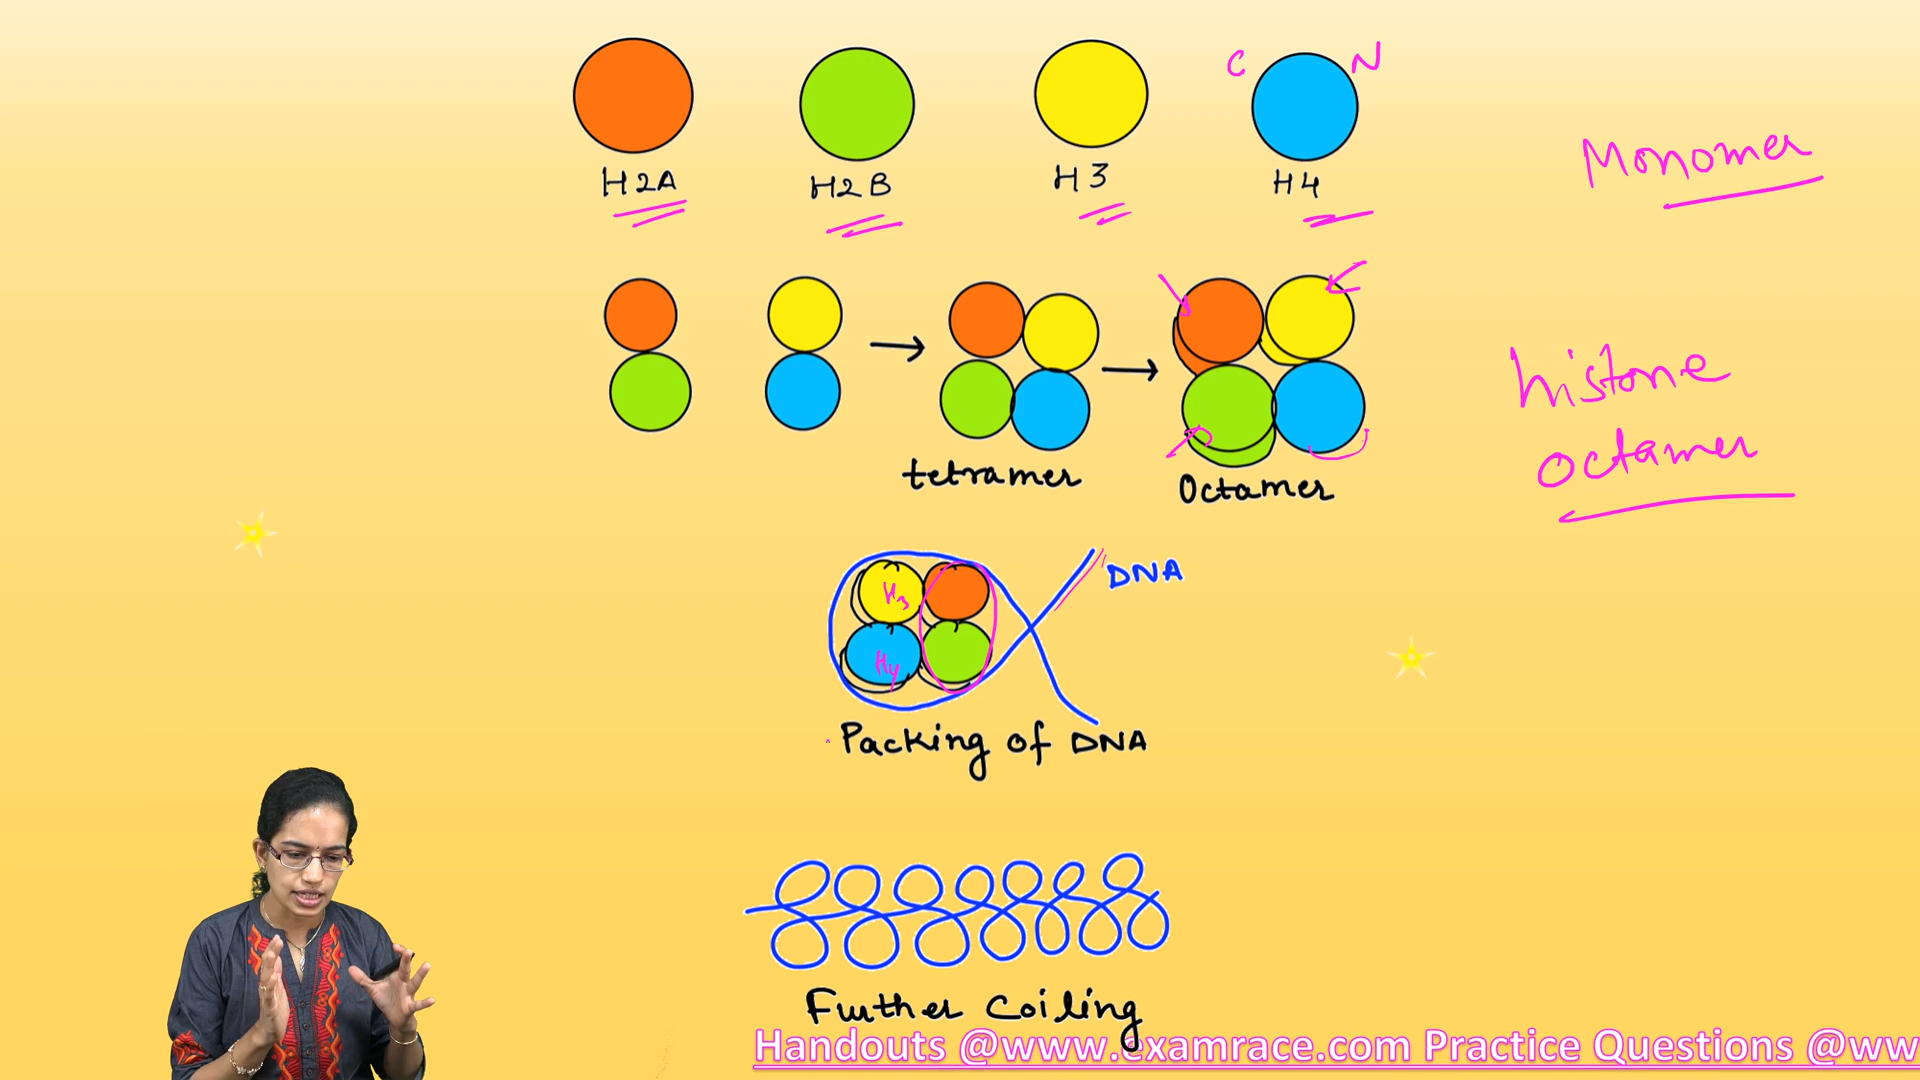 C N
H2A H2B H3 H4
Monomer
histone
octamer
tetramer
Octamer
DNA
H3
H4
Packing of DNA
Further Coiling
Handouts @www.examrace.com Practice Questions @ww